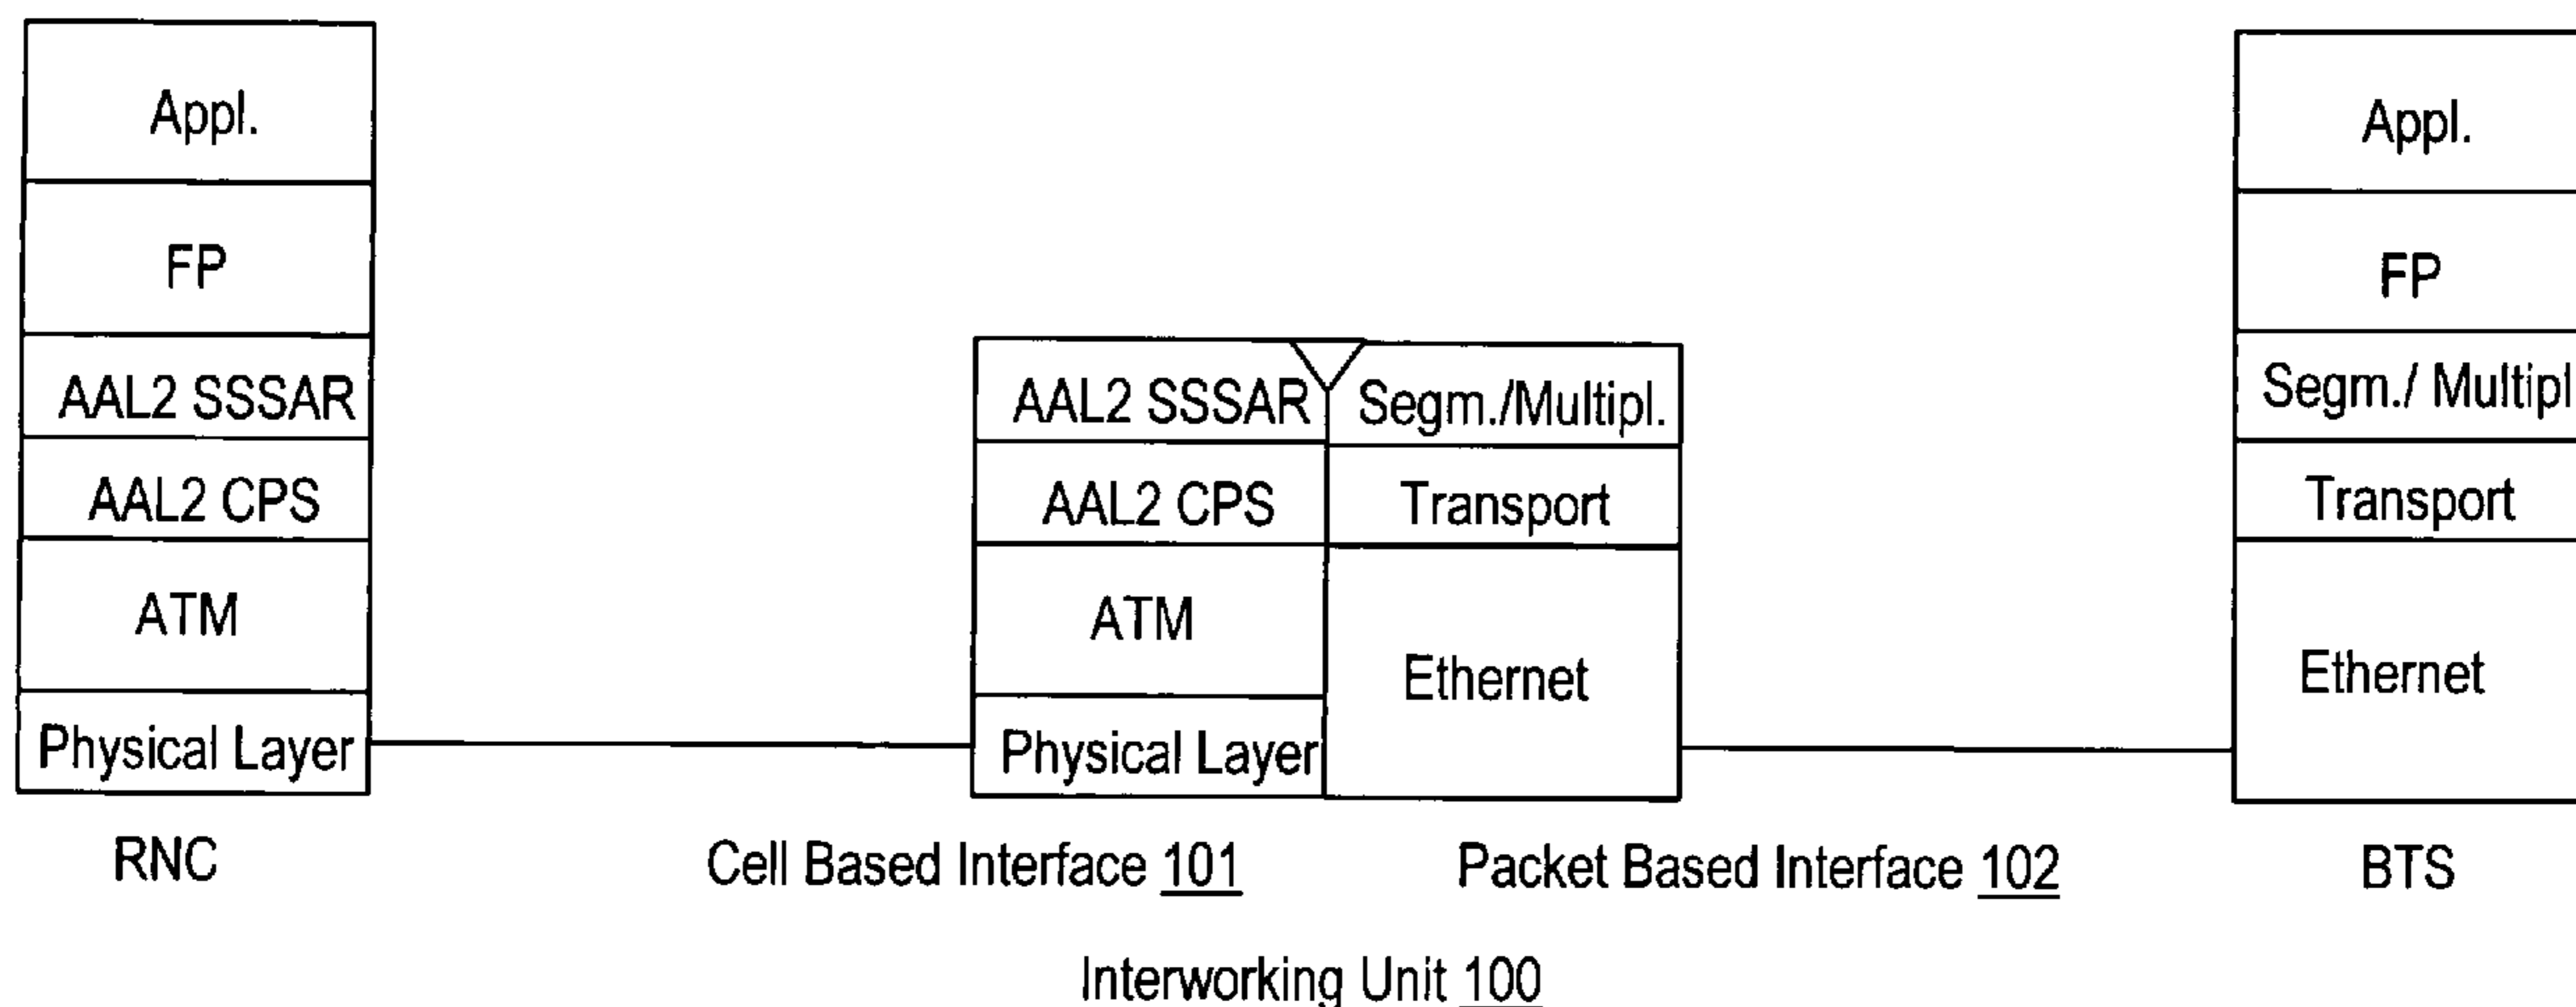 Appl.
FP
AAL2 SSSAR
AAL2 CPS
ATM
Physical Layer
RNC
AAL2 SSSAR
AAL2 CPS
ATM
Physical Layer
Segm./Multipl.
Transport
Ethernet
Cell Based Interface 101
Packet Based Interface 102
Interworking Unit 100
Appl.
FP
Segm./ Multipl
Transport
Ethernet
BTS